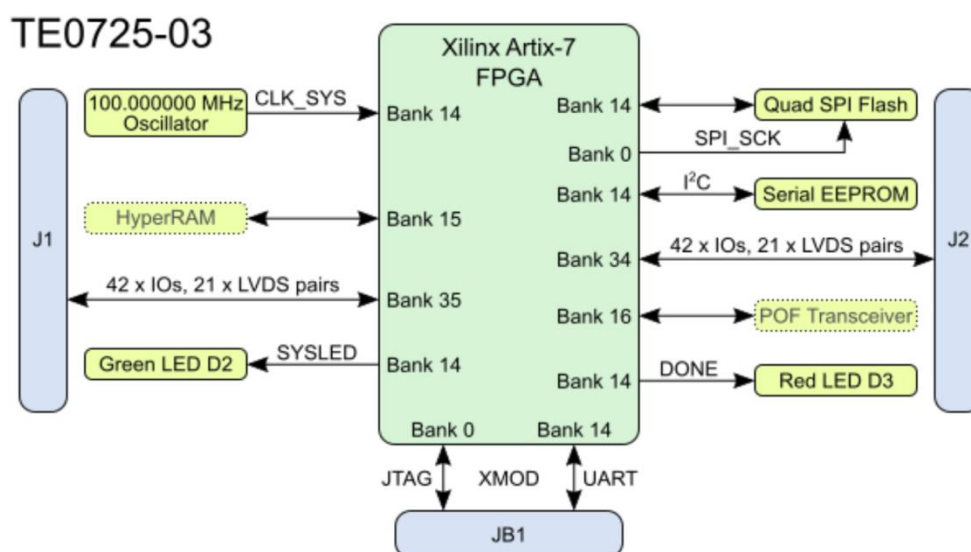 TE0725-03
Xilinx Artix-7
FPGA
J1
100.000000 MHz
Oscillator
CLK_SYS
Bank 14
HyperRAM
Bank 15
42 x IOs, 21 x LVDS pairs
Bank 35
Green LED D2
SYSLED
Bank 14
Bank 14
Quad SPI Flash
Bank 0
SPI_SCK
Bank 14
I²C
Serial EEPROM
Bank 34
42 x IOs, 21 x LVDS pairs
Bank 16
POF Transceiver
Bank 14
DONE
Red LED D3
J2
Bank 0
Bank 14
JTAG
XMOD
UART
JB1